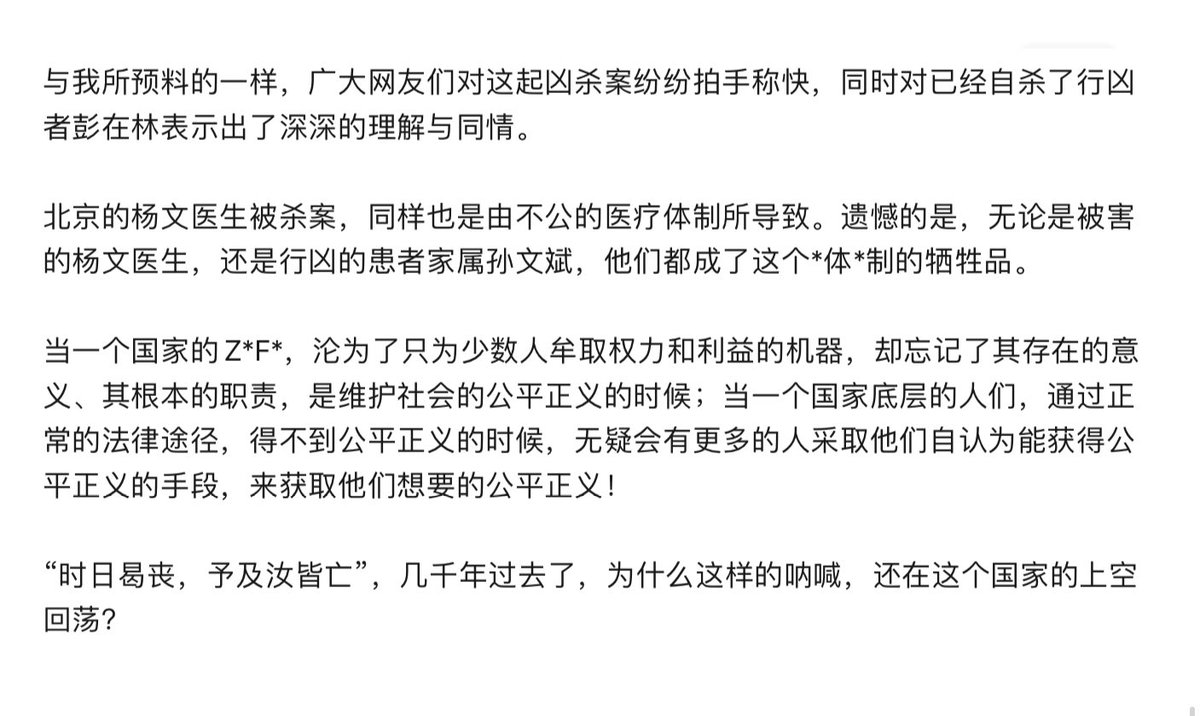 与我所预料的一样，广大网友们对这起凶杀案纷纷拍手称快，同时对已经自杀了行凶
者彭在林表示出了深深的理解与同情。
北京的杨文医生被杀案，同样也是由不公的医疗体制所导致。遗憾的是，无论是被害
的杨文医生，还是行凶的患者家属孙文斌，他们都成了这个*体*制的牺牲品。
当一个国家的Z*F*，沦为了只为少数人牟取权力和利益的机器，却忘记了其存在的意
义、其根本的职责，是维护社会的公平正义的时候；当一个国家底层的人们，通过正
常的法律途径，得不到公平正义的时候，无疑会有更多的人采取他们自认为能获得公
平正义的手段，来获取他们想要的公平正义！
“时日曷丧，予及汝皆亡”，几千年过去了，为什么这样的呐喊，还在这个国家的上空
回荡？